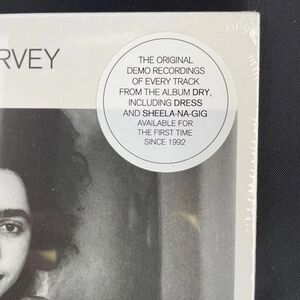 RVEY
THE ORIGINAL
DEMO RECORDINGS
OF EVERY TRACK
FROM THE ALBUM DRY,
INCLUDING DRESS
AND SHEELA-NA-GIG
AVAILABLE FOR
THE FIRST TIME
SINCE 1992